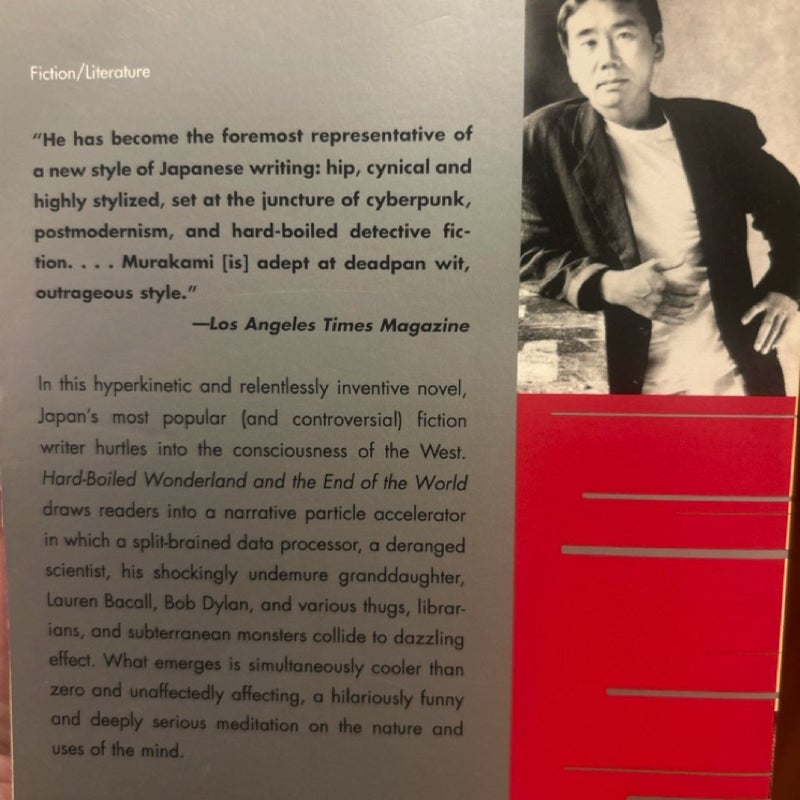 Fiction/Literature
"He has become the foremost representative of
a new style of Japanese writing: hip, cynical and
highly stylized, set at the juncture of cyberpunk,
postmodernism, and hard-boiled detective fic-
tion. . . . Murakami [is] adept at deadpan wit,
outrageous style."
—Los Angeles Times Magazine
In this hyperkinetic and relentlessly inventive novel,
Japan's most popular (and controversial) fiction
writer hurtles into the consciousness of the West.
Hard-Boiled Wonderland and the End of the World
draws readers into a narrative particle accelerator
in which a split-brained data processor, a deranged
scientist, his shockingly undemure granddaughter,
Lauren Bacall, Bob Dylan, and various thugs, librar-
ians, and subterranean monsters collide to dazzling
effect. What emerges is simultaneously cooler than
zero and unaffectedly affecting, a hilariously funny
and deeply serious meditation on the nature and
uses of the mind.